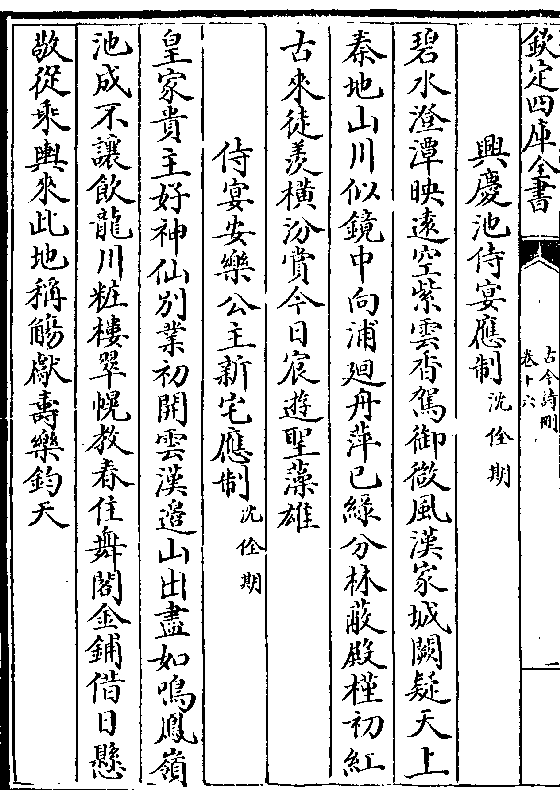 欽定四庫全書
古今詩刪
卷十六
興慶池侍宴應制 沈佺期
碧水澄潭映遠空紫雲香駕御微風漢家城闕疑天上
秦地山川似鏡中向浦廻舟萍已綠分林蔽殿槿初紅
古來徒羨橫汾賞今日宸遊聖藻雄
侍宴安樂公主新宅應制 沈佺期
皇家貴主好神仙别業初開雲漢邉山出盡如鳴鳳嶺
池成不讓飲龍川粧樓翠幌教春住舞閣金鋪借日懸
敬從乘輿來此地稱觴獻壽樂鈞天